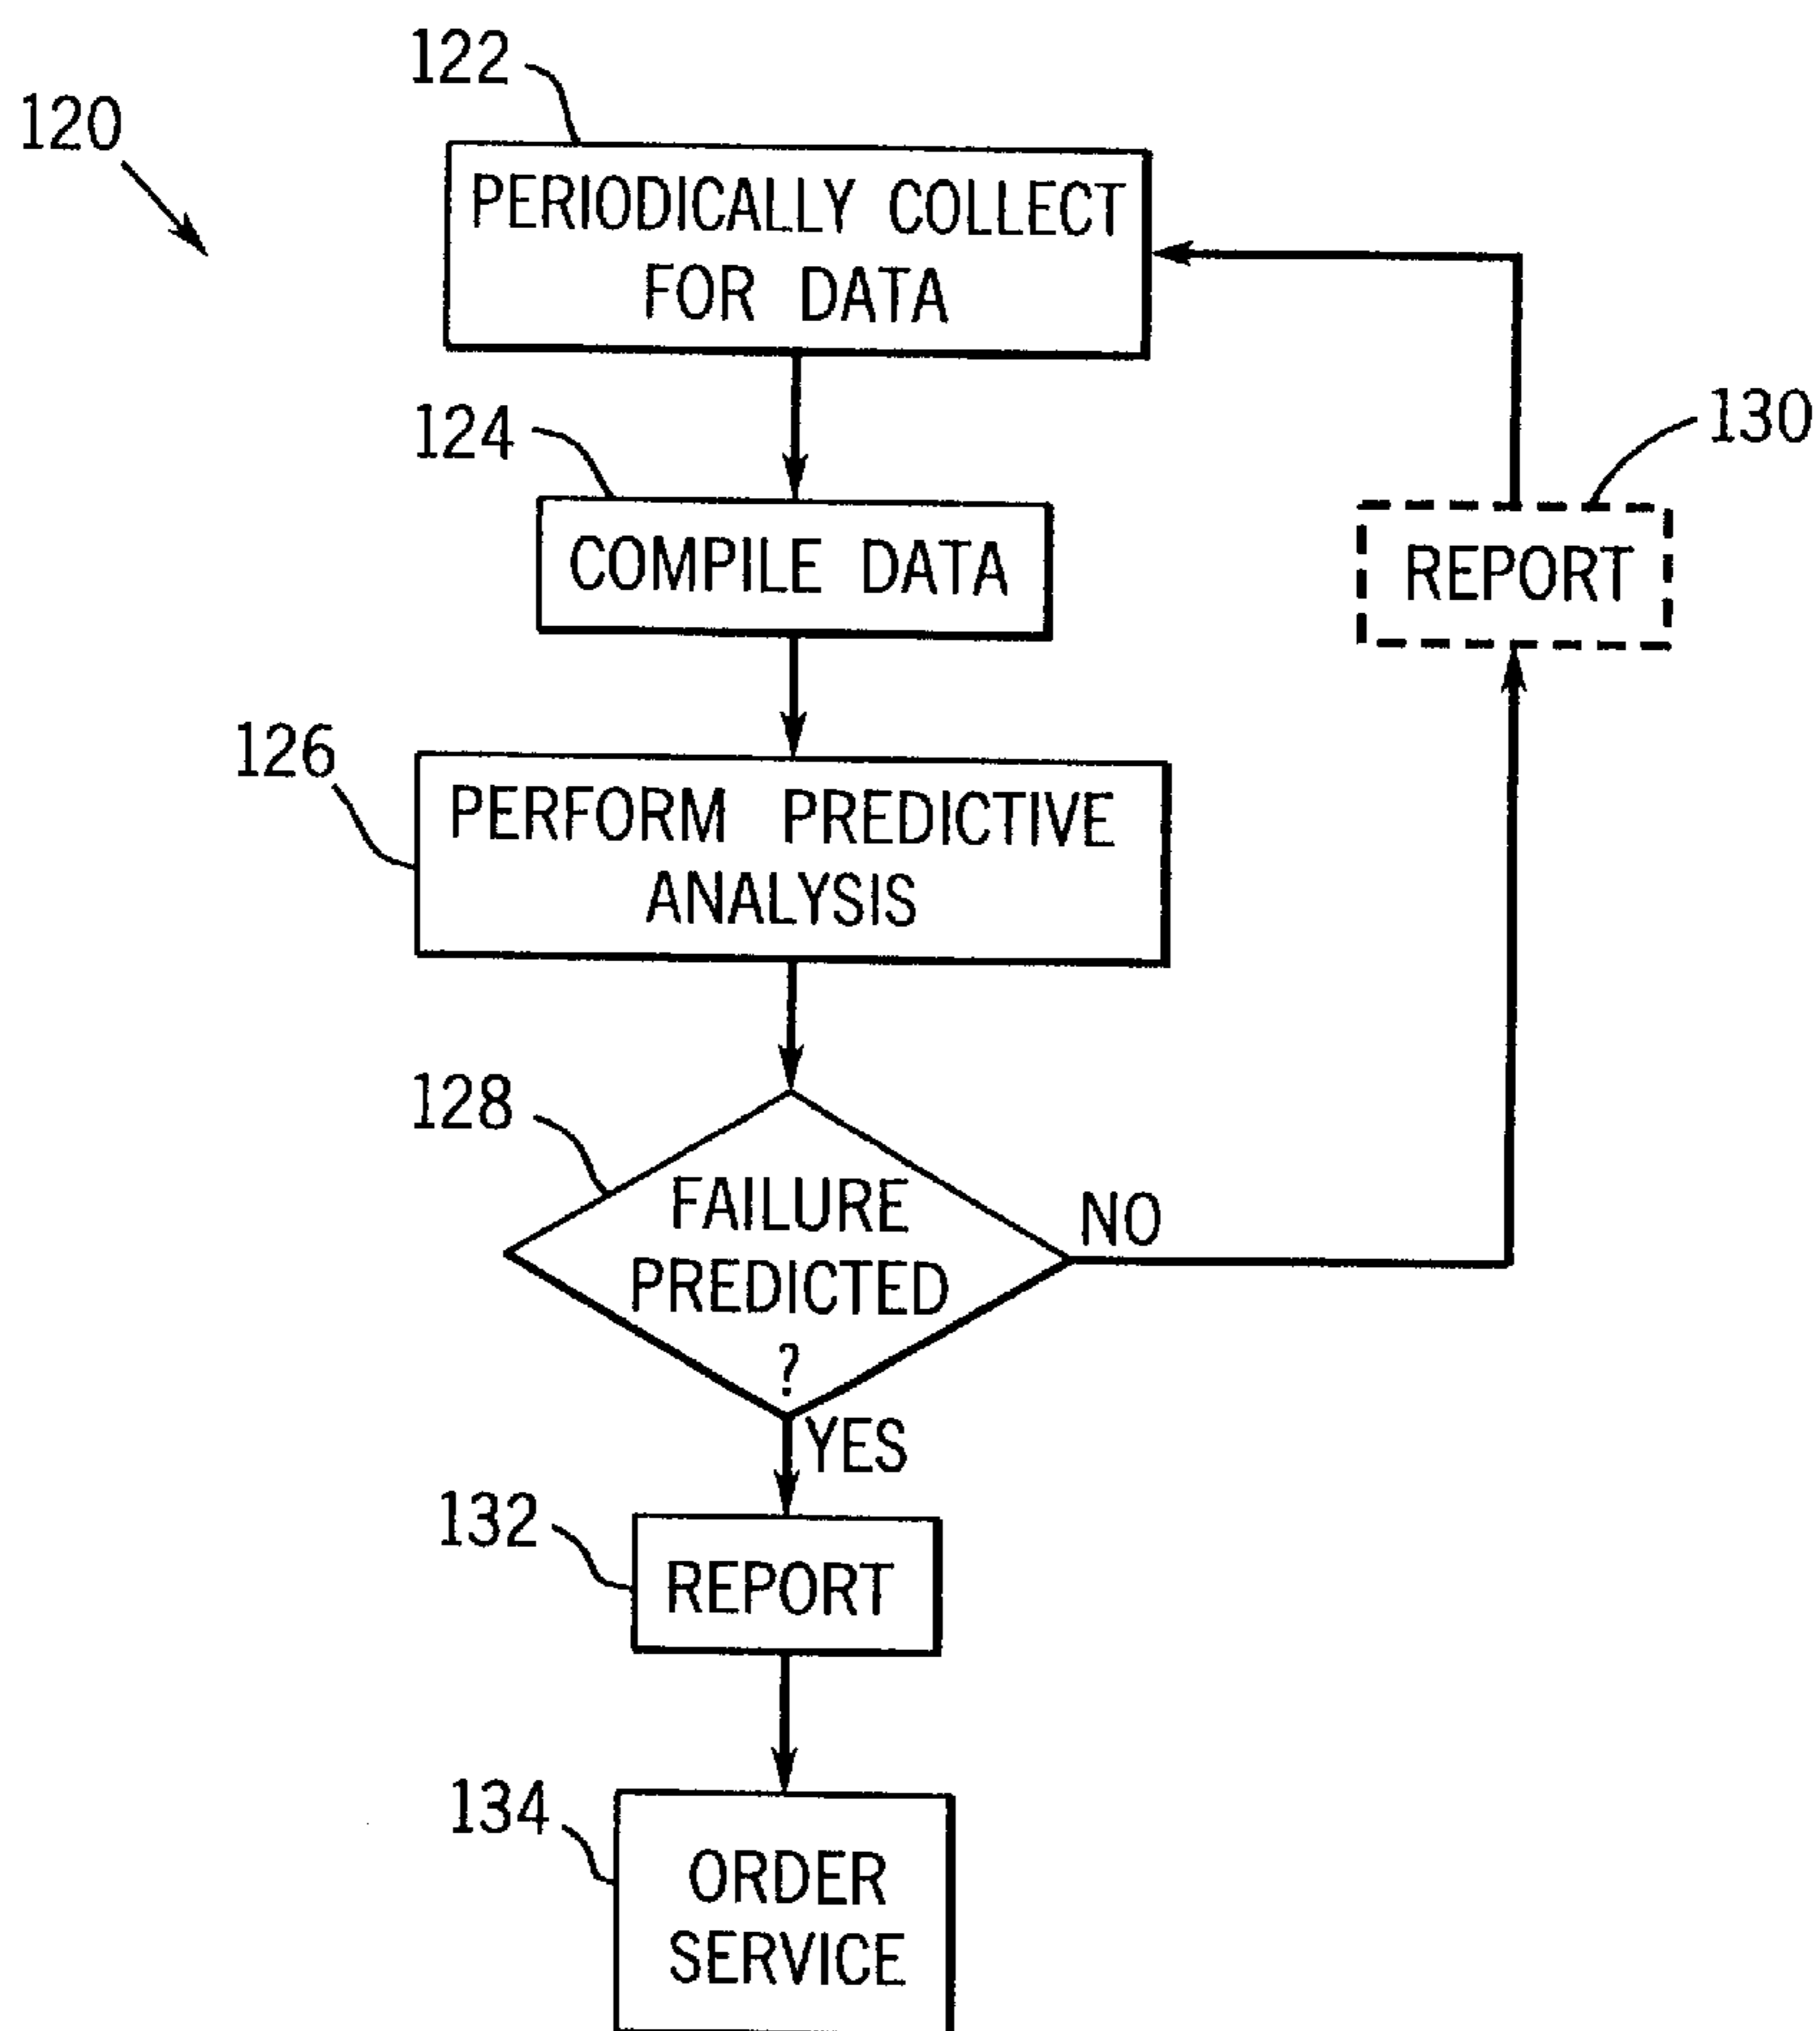 122
120
PERIODICALLY COLLECT
FOR DATA
124
130
COMPILE DATA
REPORT
126
PERFORM PREDICTIVE
ANALYSIS
128
FAILURE
PREDICTED
?
NO
YES
132
REPORT
134
ORDER
SERVICE